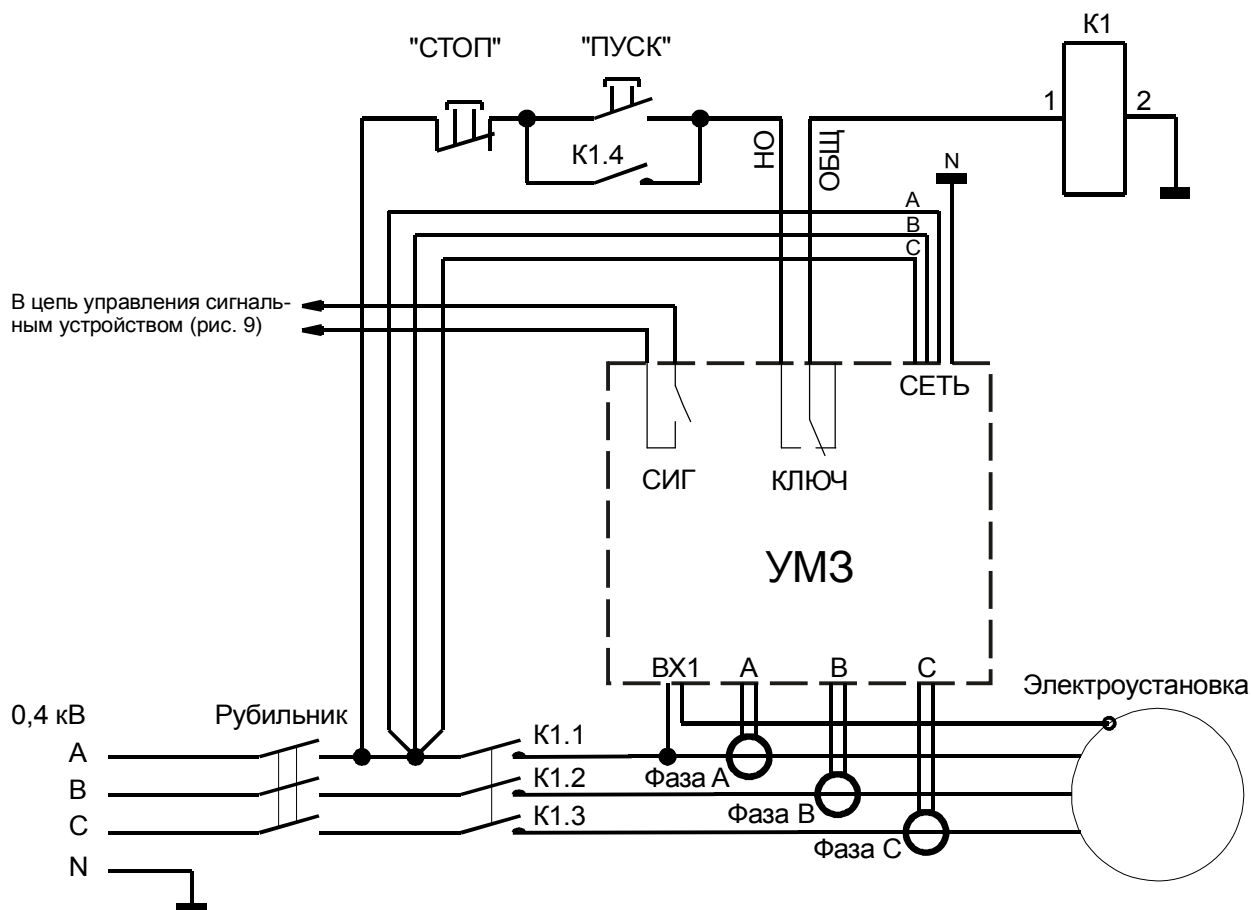 "СТОП"
"ПУСК"
К1
1
2
К1.4
НО
ОБЩ
N
А
В
С
В цепь управления сигналь-
ным устройством (рис. 9)
СЕТЬ
СИГ
КЛЮЧ
УМЗ
ВХ1
А
В
С
Электроустановка
0,4 кВ
Рубильник
А
К1.1
Фаза А
В
К1.2
Фаза В
С
К1.3
Фаза С
N